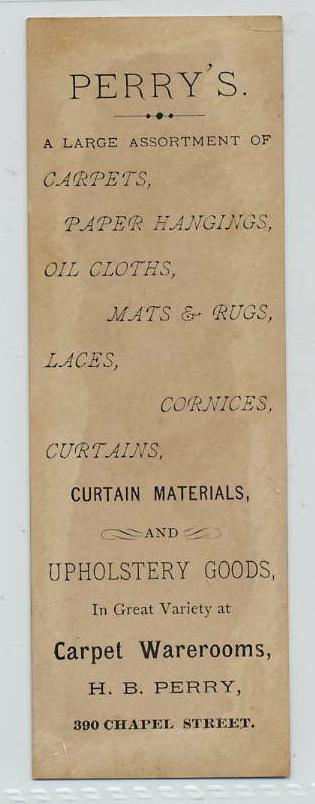 PERRY'S.
A LARGE ASSORTMENT OF
CARPETS,
PAPER HANGINGS,
OIL CLOTHS,
MATS & RUGS,
LACES,
CORNICES,
CURTAINS,
CURTAIN MATERIALS,
AND
UPHOLSTERY GOODS,
In Great Variety at
Carpet Warerooms,
H. B. PERRY,
390 CHAPEL STREET.